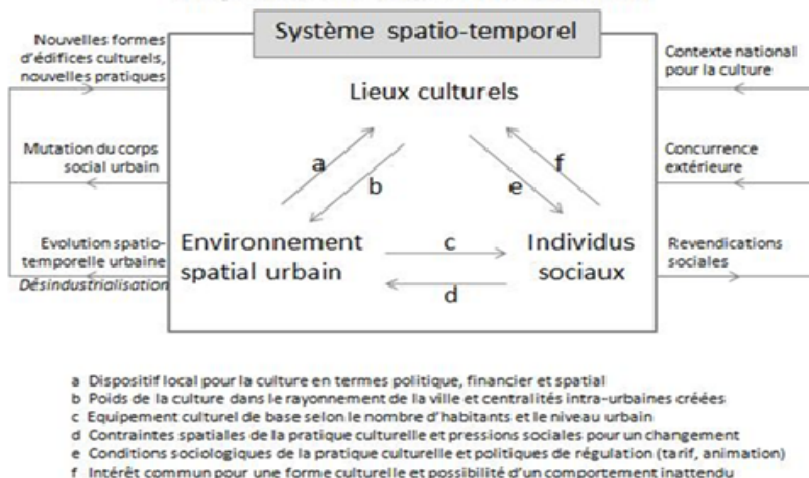 Système spatio-temporel
Nouvelles formes
d'édifices culturels,
nouvelles pratiques
Contexte national
pour la culture
Lieux culturels
Mutation du corps
social urbain
Concurrence
extérieure
a
b
e
f
Evolution spatio-
temporelle urbaine
Désindustrialisation
Environnement
spatial urbain
c
d
Individus
sociaux
Revendications
sociales
a Dispositif local pour la culture en termes politique, financier et spatial
b Poids de la culture dans le rayonnement de la ville et centralités intra-urbaines créées
c Equipement culturel de base selon le nombre d'habitants et le niveau urbain
d Contraintes spatiales de la pratique culturelle et pressions sociales pour un changement
e Conditions sociologiques de la pratique culturelle et politiques de régulation (tarif, animation)
f Intérêt commun pour une forme culturelle et possibilité d'un comportement inattendu